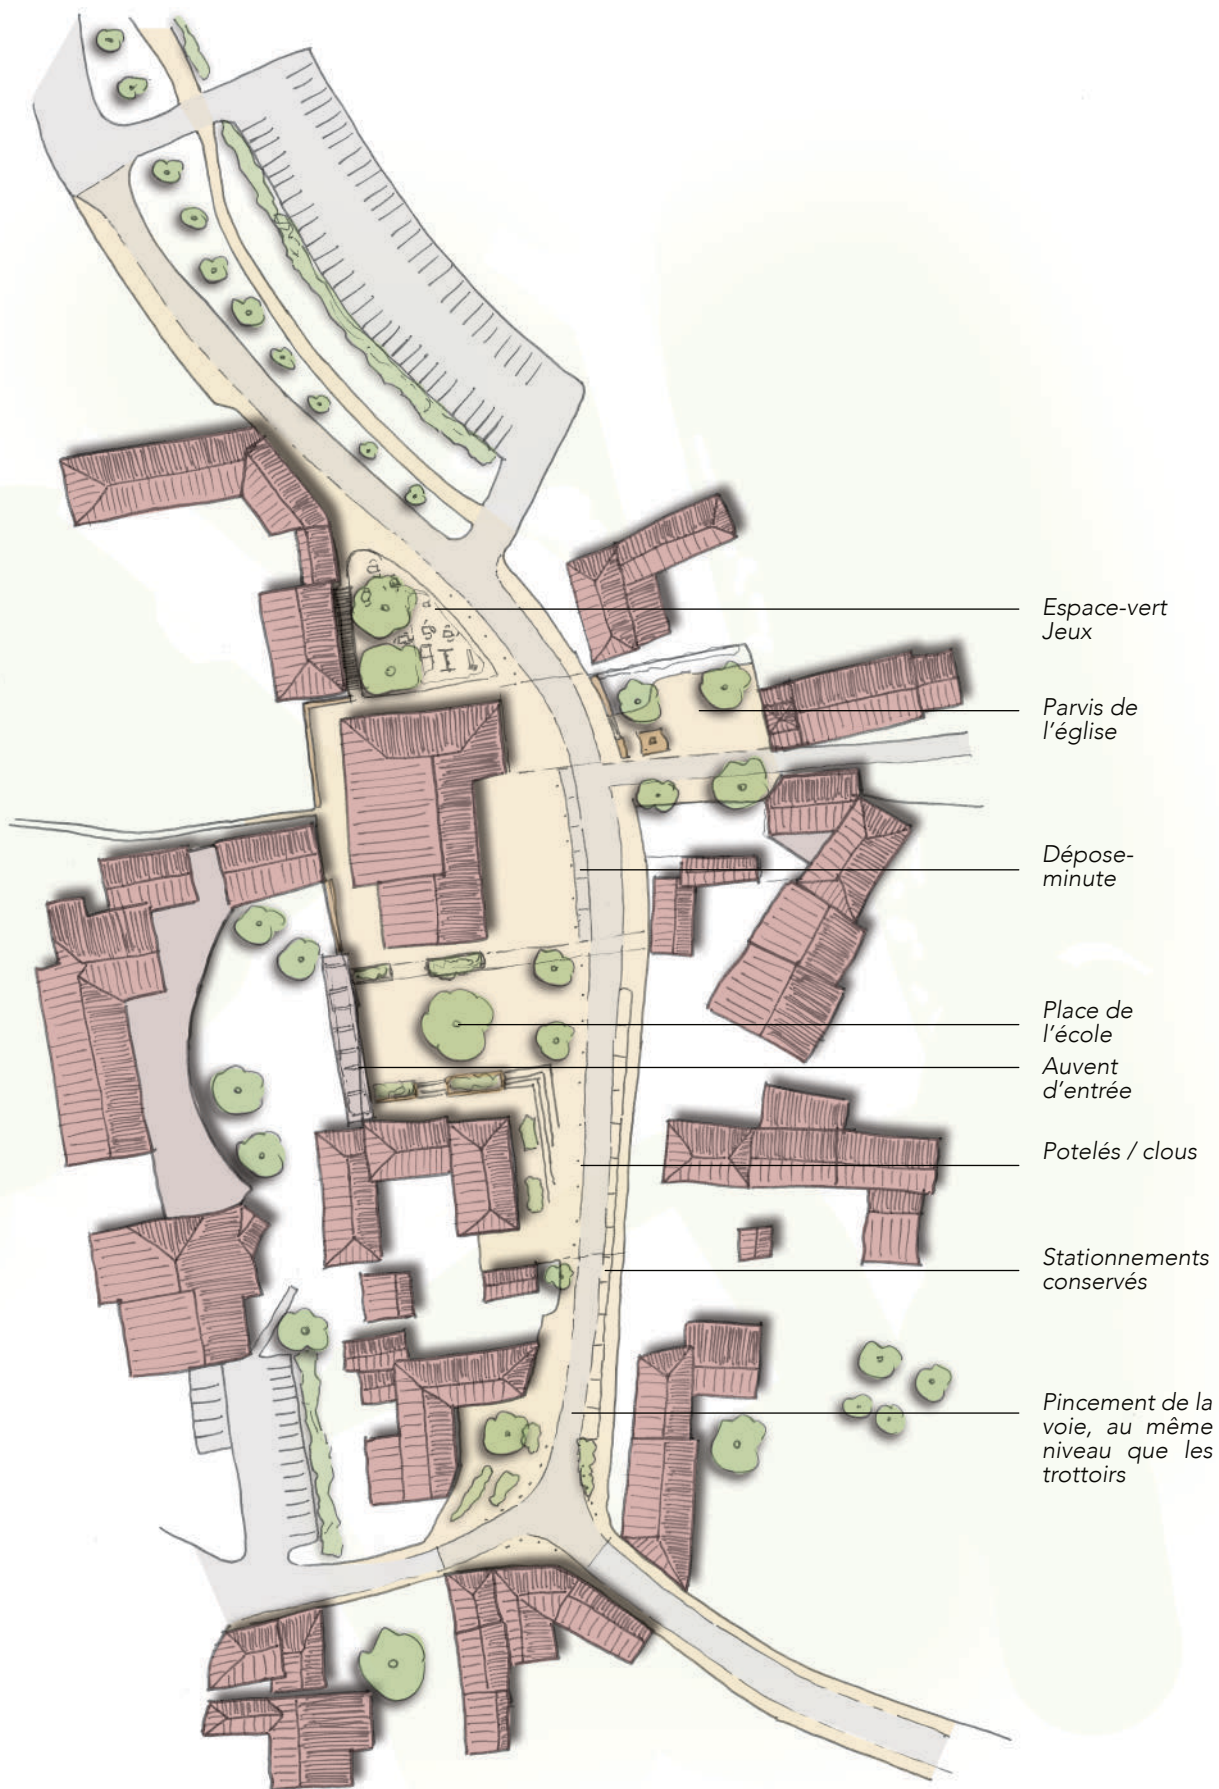 Espace-vert
Jeux
Parvis de
l'église
Dépose-
minute
Place de
l'école
Auvent
d'entrée
Potelés / clous
Stationnements
conservés
Pincement de la
voie, au même
niveau que les
trottoirs